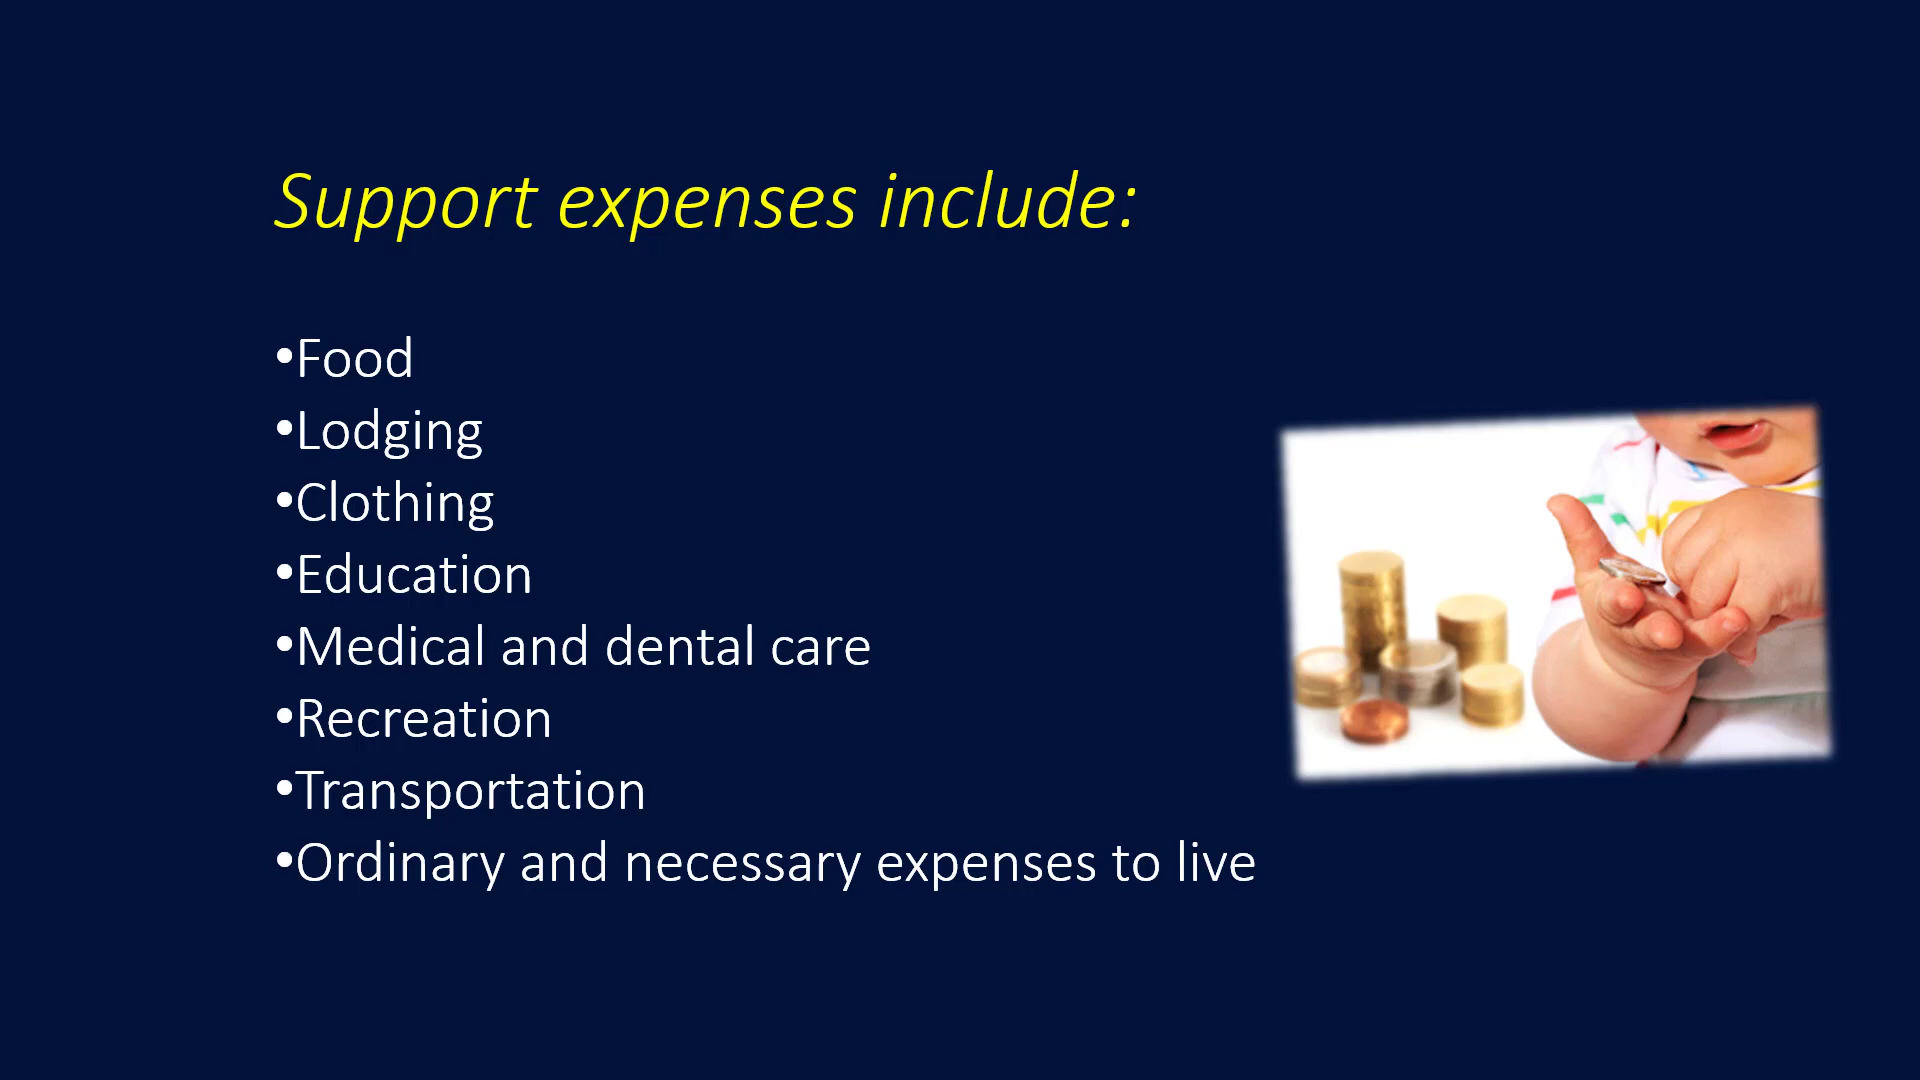 Support expenses include:
•Food
•Lodging
•Clothing
•Education
•Medical and dental care
•Recreation
•Transportation
•Ordinary and necessary expenses to live